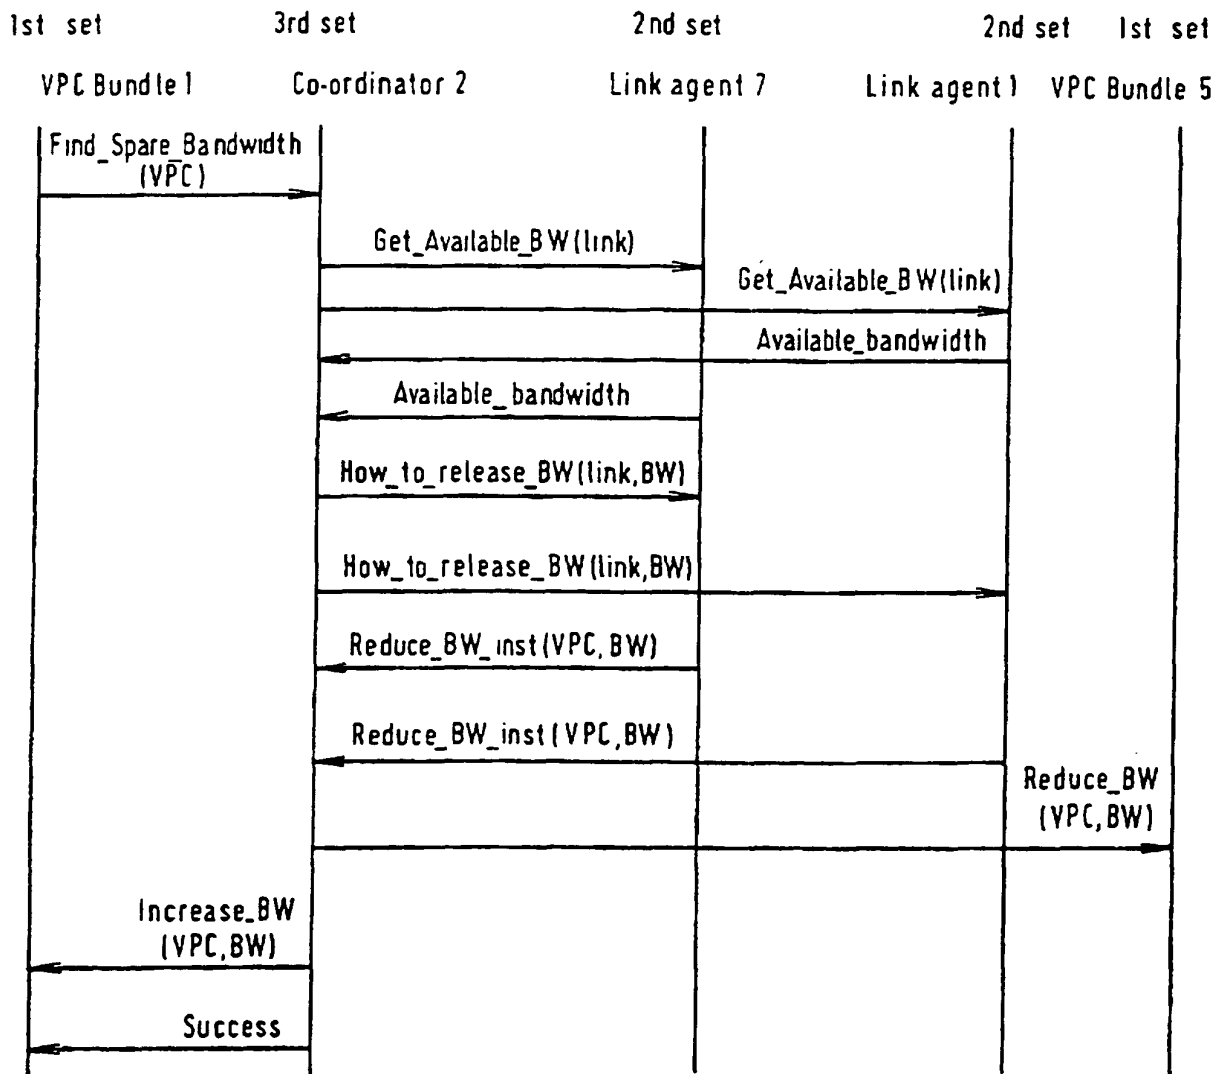 1st set 3rd set 2nd set 2nd set 1st set
VPC Bundle 1 Co-ordinator 2 Link agent 7 Link agent 1 VPC Bundle 5
Find_Spare_Bandwidth
(VPC)
Get_Available_BW(link)
Get_Available_BW(link)
Available_bandwidth
Available_bandwidth
How_to_release_BW(link,BW)
How_to_release_BW(link,BW)
Reduce_BW_inst(VPC,BW)
Reduce_BW_inst(VPC,BW)
Reduce_BW
(VPC,BW)
Increase_BW
(VPC,BW)
Success